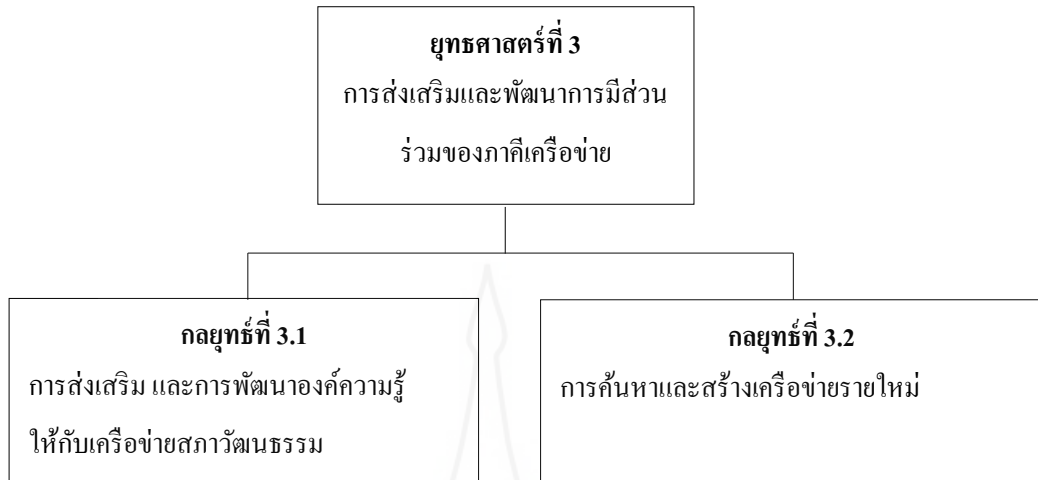 ยุทธศาสตร์ที่ 3
การส่งเสริมและพัฒนาการมีส่วน
ร่วมของภาคีเครือข่าย
กลยุทธ์ที่ 3.1
การส่งเสริม และการพัฒนาองค์ความรู้
ให้กับเครือข่ายสภาวัฒนธรรม
กลยุทธ์ที่ 3.2
การค้นหาและสร้างเครือข่ายรายใหม่